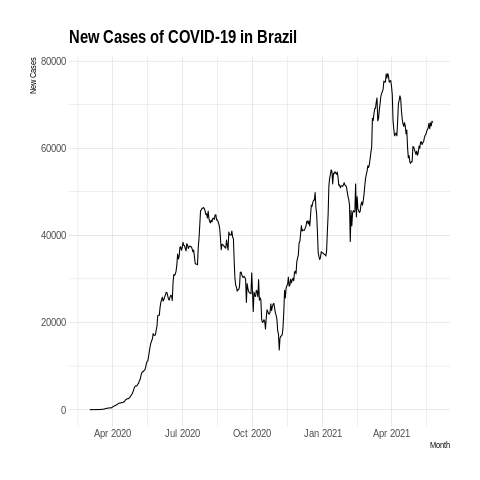 New Cases of COVID-19 in Brazil
New Cases
80000
60000
40000
20000
0
Apr 2020 Jul 2020 Oct 2020 Jan 2021 Apr 2021
Month